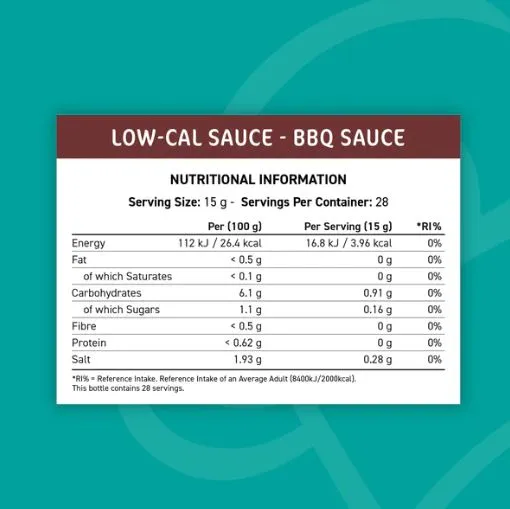 LOW-CAL SAUCE - BBQ SAUCE
NUTRITIONAL INFORMATION
Serving Size: 15 g - Servings Per Container: 28
Per (100 g) Per Serving (15 g) *RI%
Energy 112 kJ / 26.4 kcal 16.8 kJ / 3.96 kcal 0%
Fat < 0.5 g 0 g 0%
of which Saturates < 0.1 g 0 g 0%
Carbohydrates 6.1 g 0.91 g 0%
of which Sugars 1.1 g 0.16 g 0%
Fibre < 0.5 g 0 g 0%
Protein < 0.62 g 0 g 0%
Salt 1.93 g 0.28 g 0%
*RI% = Reference Intake. Reference Intake of an Average Adult (8400kJ/2000kcal).
This bottle contains 28 servings.